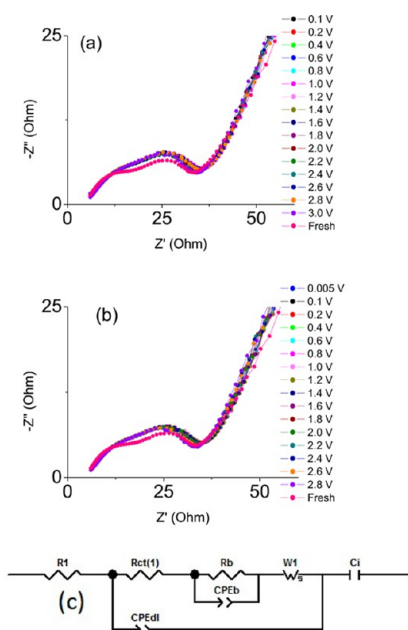 (a)
25
0
-Z'' (Ohm)
0
25
50
Z' (Ohm)
0.1 V
0.2 V
0.4 V
0.6 V
0.8 V
1.0 V
1.2 V
1.4 V
1.6 V
1.8 V
2.0 V
2.2 V
2.4 V
2.6 V
2.8 V
3.0 V
Fresh
(b)
25
0
-Z'' (Ohm)
0
25
50
Z' (Ohm)
0.005 V
0.1 V
0.2 V
0.4 V
0.6 V
0.8 V
1.0 V
1.2 V
1.4 V
1.6 V
1.8 V
2.0 V
2.2 V
2.4 V
2.6 V
2.8 V
Fresh
R1
Rct(1)
Rb
W1
s
Ci
CPEb
(c)
CPEdl